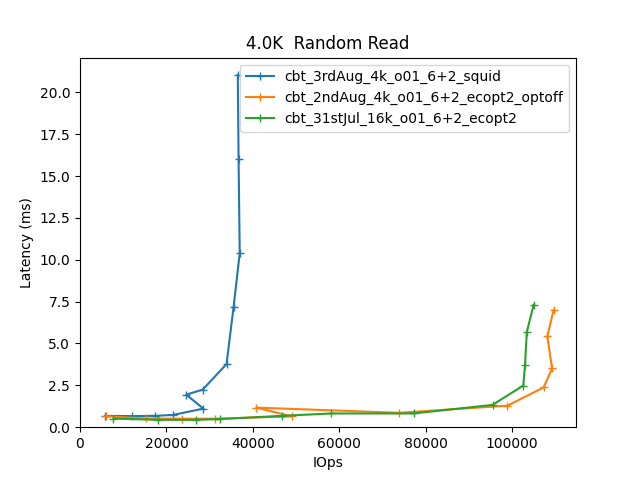 4.0K  Random Read
cbt_3rdAug_4k_o01_6+2_squid
cbt_2ndAug_4k_o01_6+2_ecopt2_optoff
cbt_31stJul_16k_o01_6+2_ecopt2
Latency (ms)
20.0
17.5
15.0
12.5
10.0
7.5
5.0
2.5
0.0
0 20000 40000 60000 80000 100000
IOps